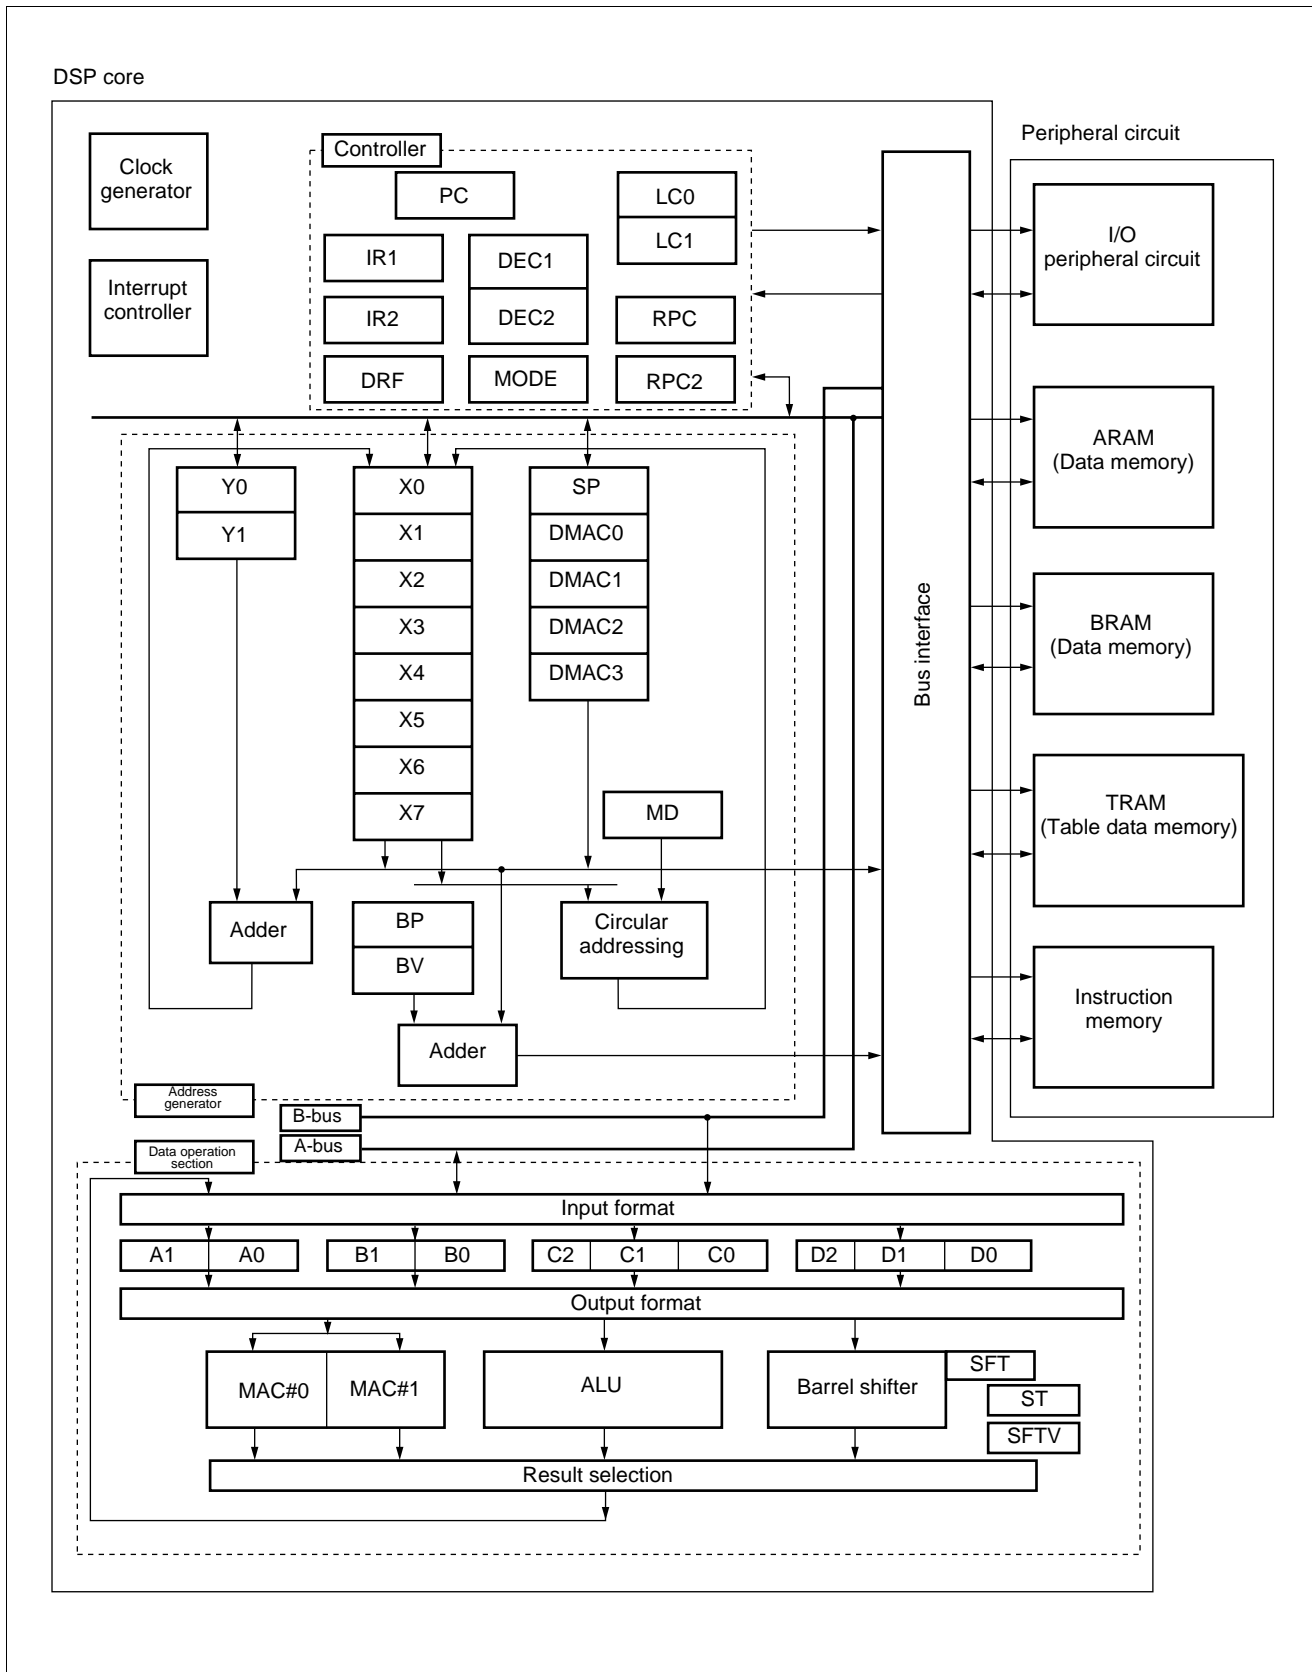 DSP core
Peripheral circuit
Clock
generator
Interrupt
controller
Controller
PC
LC0
LC1
IR1
DEC1
IR2
DEC2
RPC
DRF
MODE
RPC2
Bus interface
I/O
peripheral circuit
ARAM
(Data memory)
BRAM
(Data memory)
TRAM
(Table data memory)
Instruction
memory
Y0
Y1
X0
X1
X2
X3
X4
X5
X6
X7
SP
DMAC0
DMAC1
DMAC2
DMAC3
MD
Adder
BP
BV
Circular
addressing
Adder
Address
generator
B-bus
A-bus
Data operation
section
Input format
A1
A0
B1
B0
C2
C1
C0
D2
D1
D0
Output format
MAC#0
MAC#1
ALU
Barrel shifter
SFT
ST
SFTV
Result selection